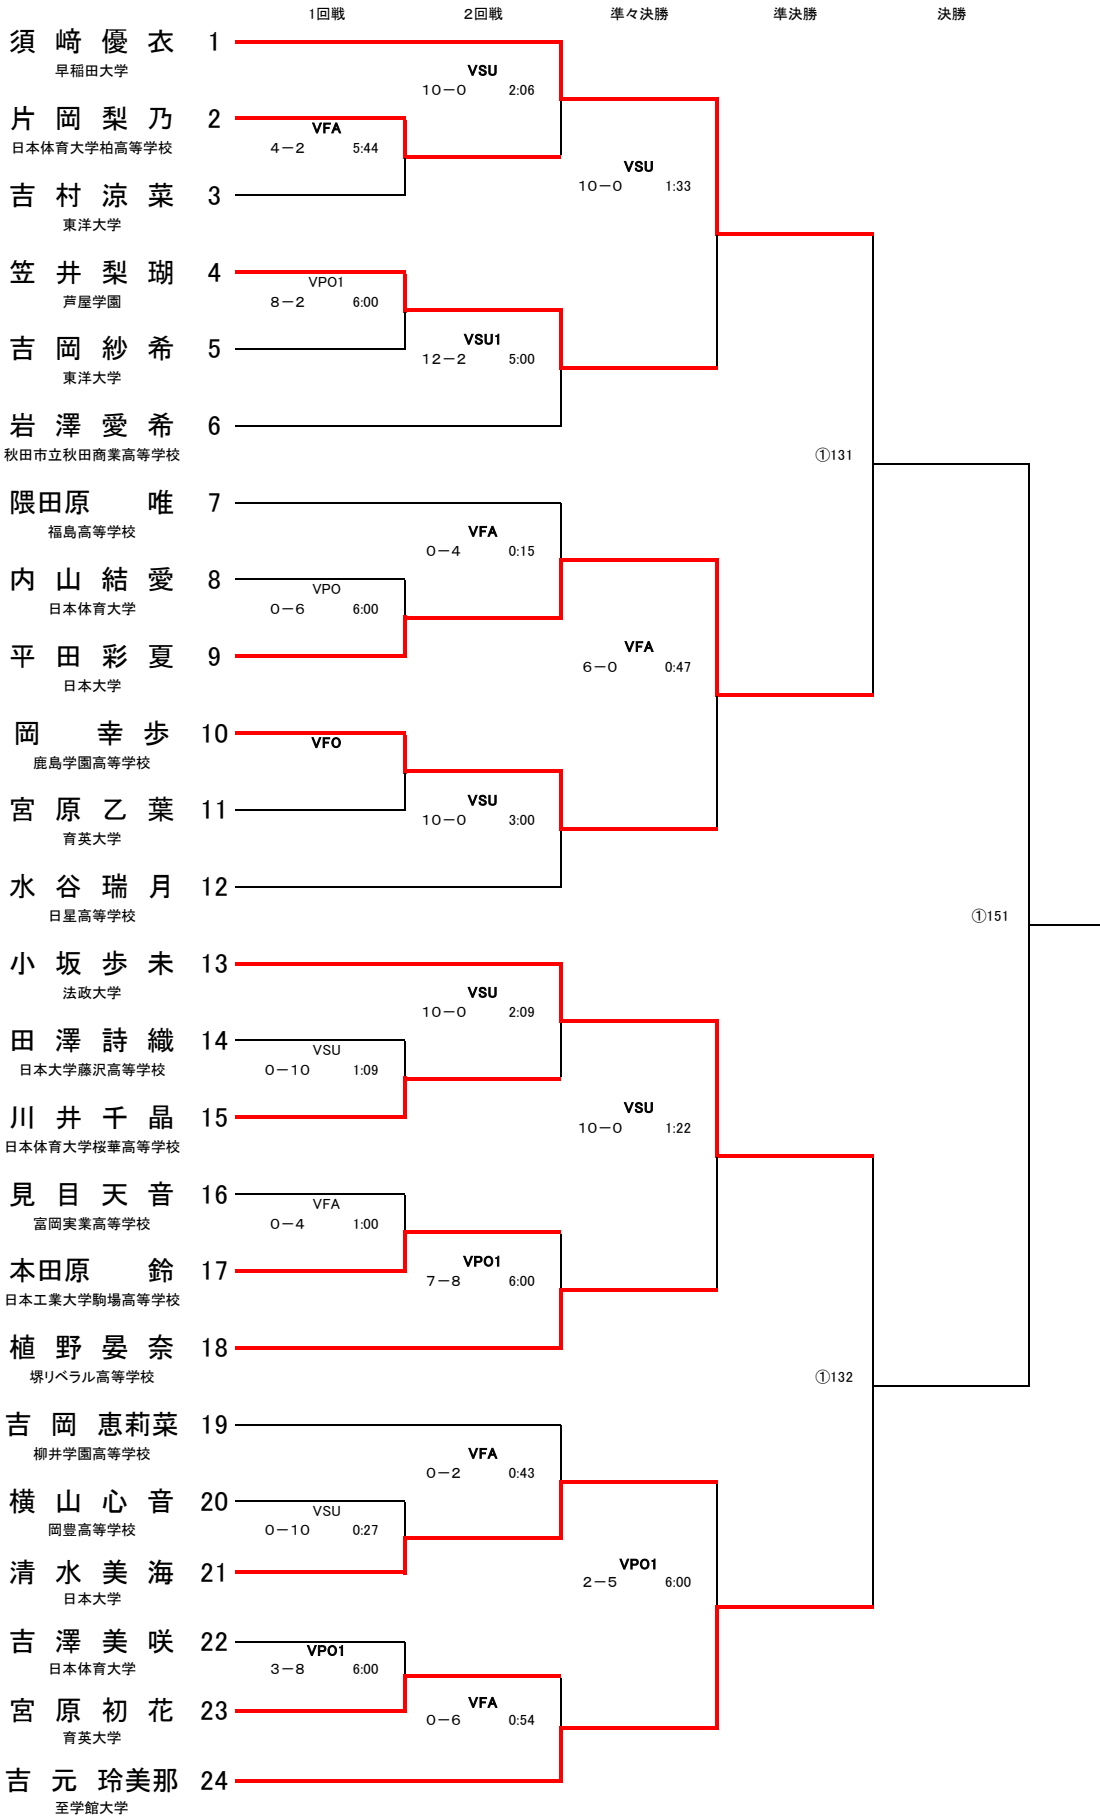 1回戦 2回戦 準々決勝 準決勝 決勝
須﨑優衣 1
早稲田大学
VSU
10-0 2:06
片岡梨乃 2
日本体育大学柏高等学校
VFA
4-2 5:44
VSU
10-0 1:33
吉村涼菜 3
東洋大学
笠井梨瑚 4
芦屋学園
VPO1
8-2 6:00
吉岡紗希 5
東洋大学
VSU1
12-2 5:00
岩澤愛希 6
秋田市立秋田商業高等学校
①131
隈田原 唯 7
福島高等学校
VFA
0-4 0:15
内山結愛 8
日本体育大学
VPO
0-6 6:00
平田彩夏 9
日本大学
VFA
6-0 0:47
岡 幸歩 10
鹿島学園高等学校
VFO
宮原乙葉 11
育英大学
VSU
10-0 3:00
水谷瑞月 12
日星高等学校
①151
小坂歩未 13
法政大学
VSU
10-0 2:09
田澤詩織 14
日本大学藤沢高等学校
VSU
0-10 1:09
川井千晶 15
日本体育大学桜華高等学校
VSU
10-0 1:22
見目天音 16
富岡実業高等学校
VFA
0-4 1:00
本田原 鈴 17
日本工業大学駒場高等学校
VPO1
7-8 6:00
植野晏奈 18
堺リベラル高等学校
①132
吉岡恵莉菜 19
柳井学園高等学校
VFA
0-2 0:43
横山心音 20
岡豊高等学校
VSU
0-10 0:27
清水美海 21
日本大学
VPO1
2-5 6:00
吉澤美咲 22
日本体育大学
VPO1
3-8 6:00
宮原初花 23
育英大学
VFA
0-6 0:54
吉元玲美那 24
至学館大学